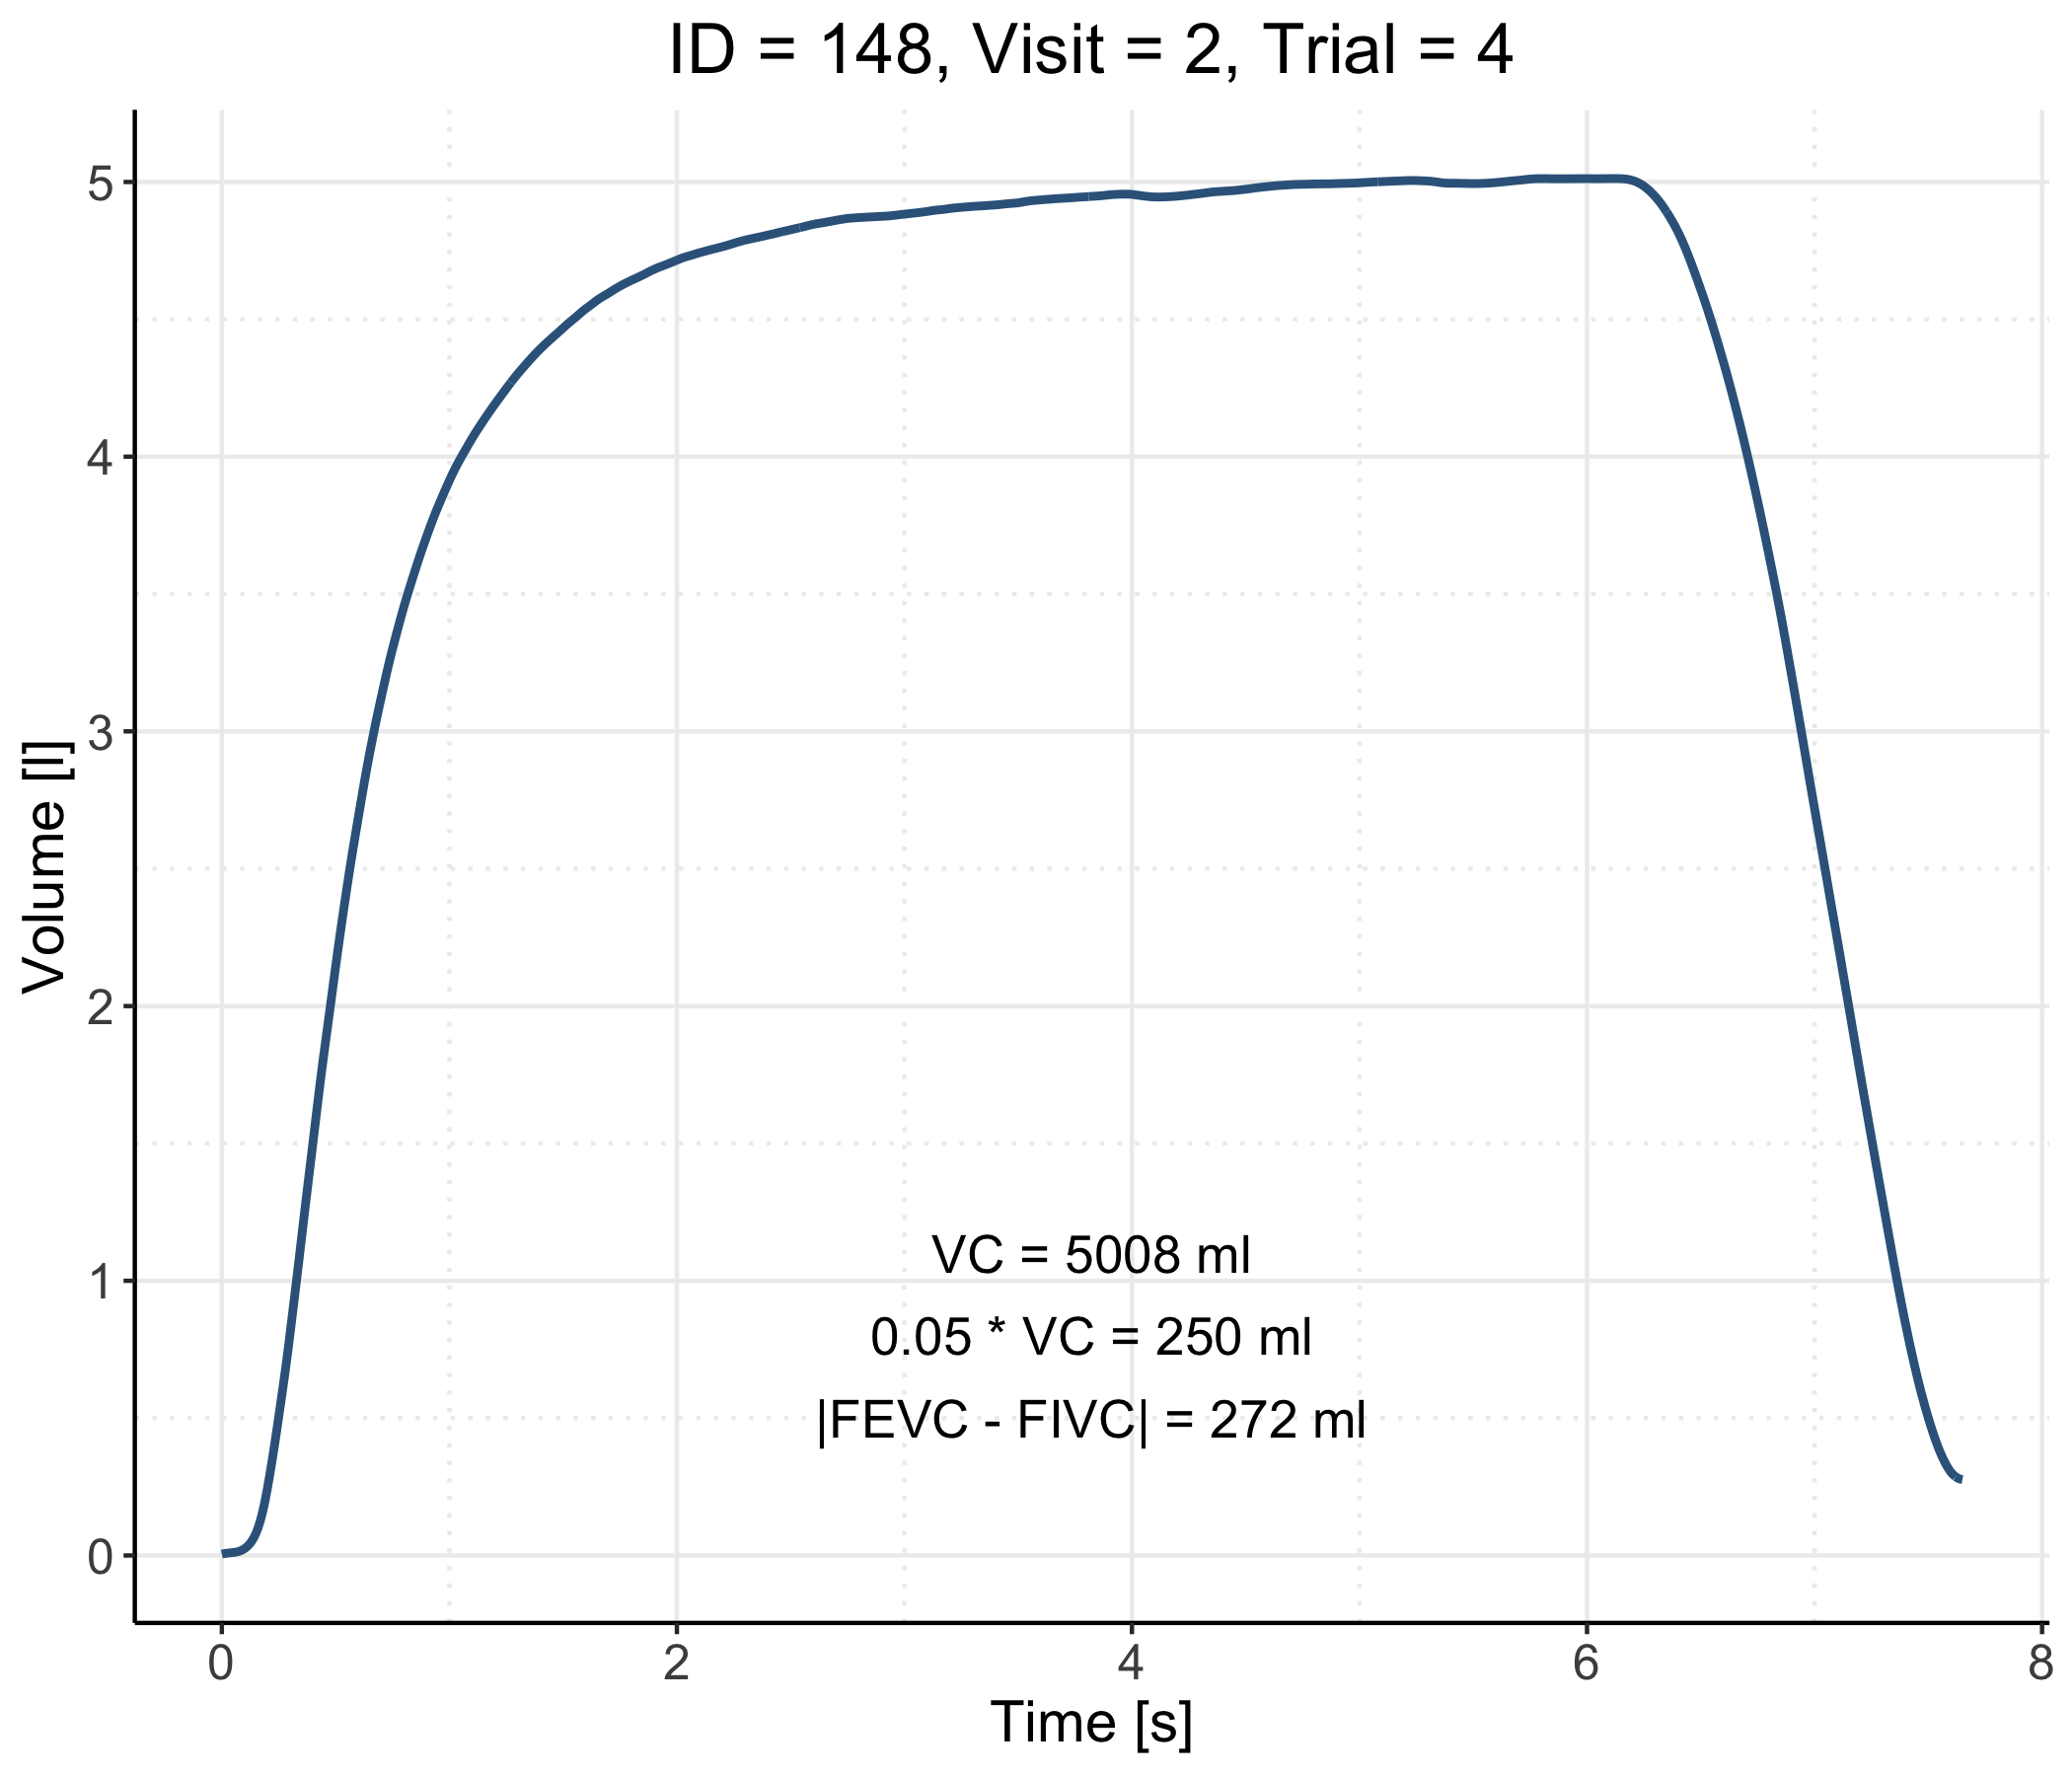 ID = 148, Visit = 2, Trial = 4
5
4
3
2
1
0
Volume [l]
VC = 5008 ml
0.05 * VC = 250 ml
|FEVC - FIVC| = 272 ml
0 2 4 6 8
Time [s]